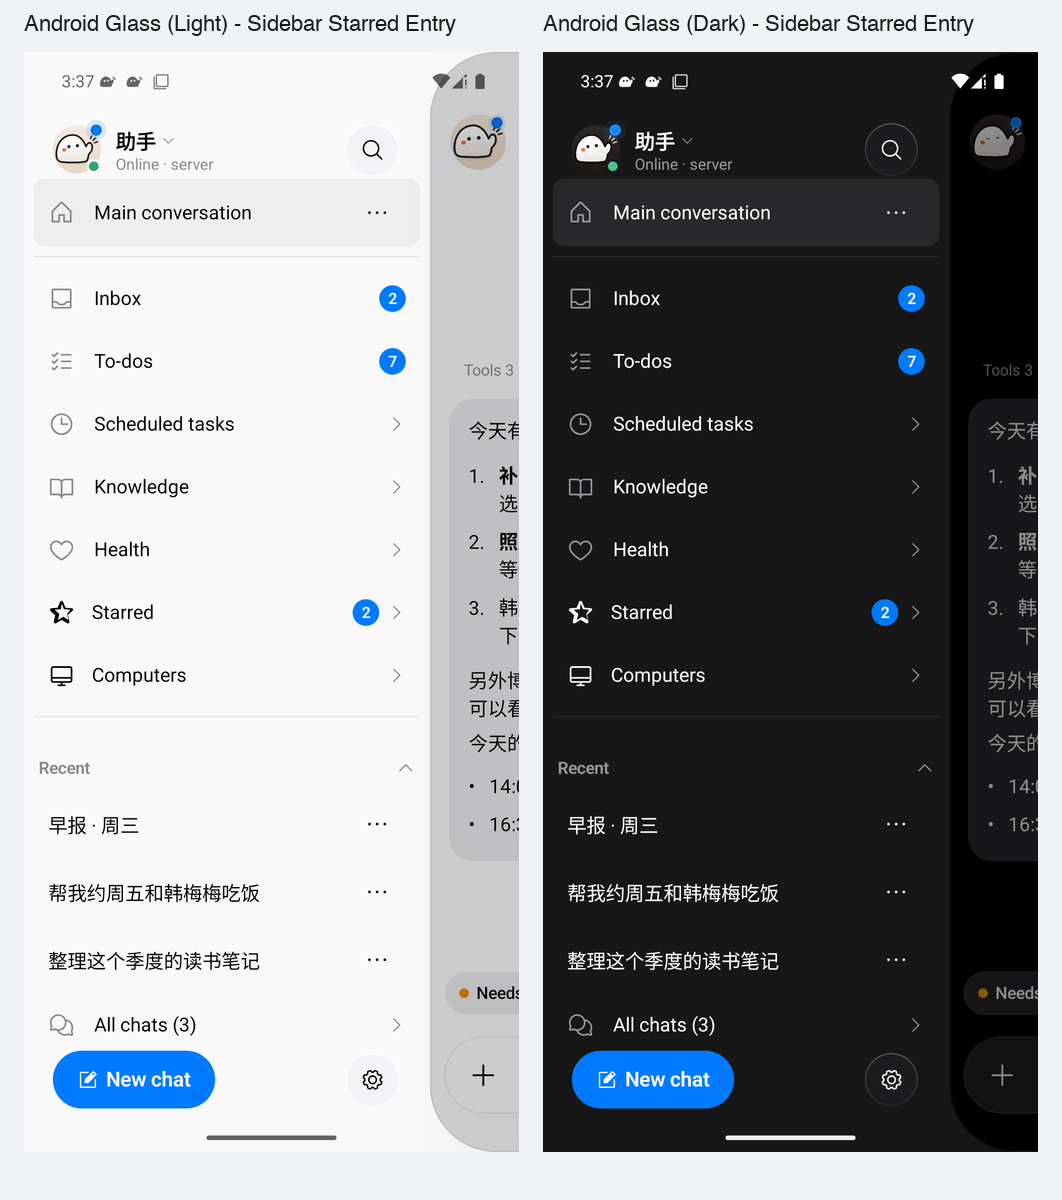 Android Glass (Light) - Sidebar Starred Entry
3:37
助手
Online · server
Main conversation
Inbox
2
To-dos
7
Scheduled tasks
Knowledge
Health
Starred
2
Computers
Recent
早报 · 周三
帮我约周五和韩梅梅吃饭
整理这个季度的读书笔记
All chats (3)
New chat
Tools 3
今天有
1. 补
选
2. 照
等
3. 韩
下
另外博
可以看
今天的
• 14:0
• 16:3
Needs
Android Glass (Dark) - Sidebar Starred Entry
3:37
助手
Online · server
Main conversation
Inbox
2
To-dos
7
Scheduled tasks
Knowledge
Health
Starred
2
Computers
Recent
早报 · 周三
帮我约周五和韩梅梅吃饭
整理这个季度的读书笔记
All chats (3)
New chat
Tools 3
今天有
1. 补
选
2. 照
等
3. 韩
下
另外博
可以看
今天的
• 14:0
• 16:3
Needs